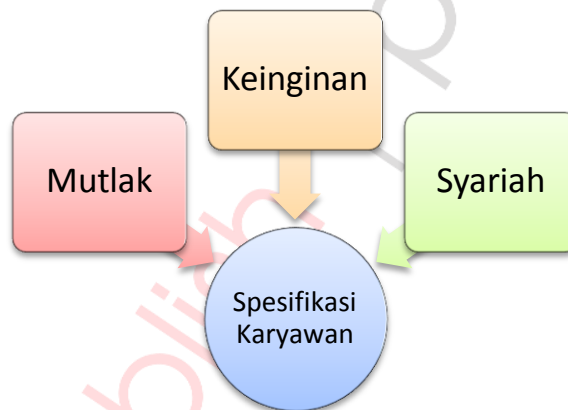 Keinginan
Mutlak
Syariah
Spesifikasi
Karyawan